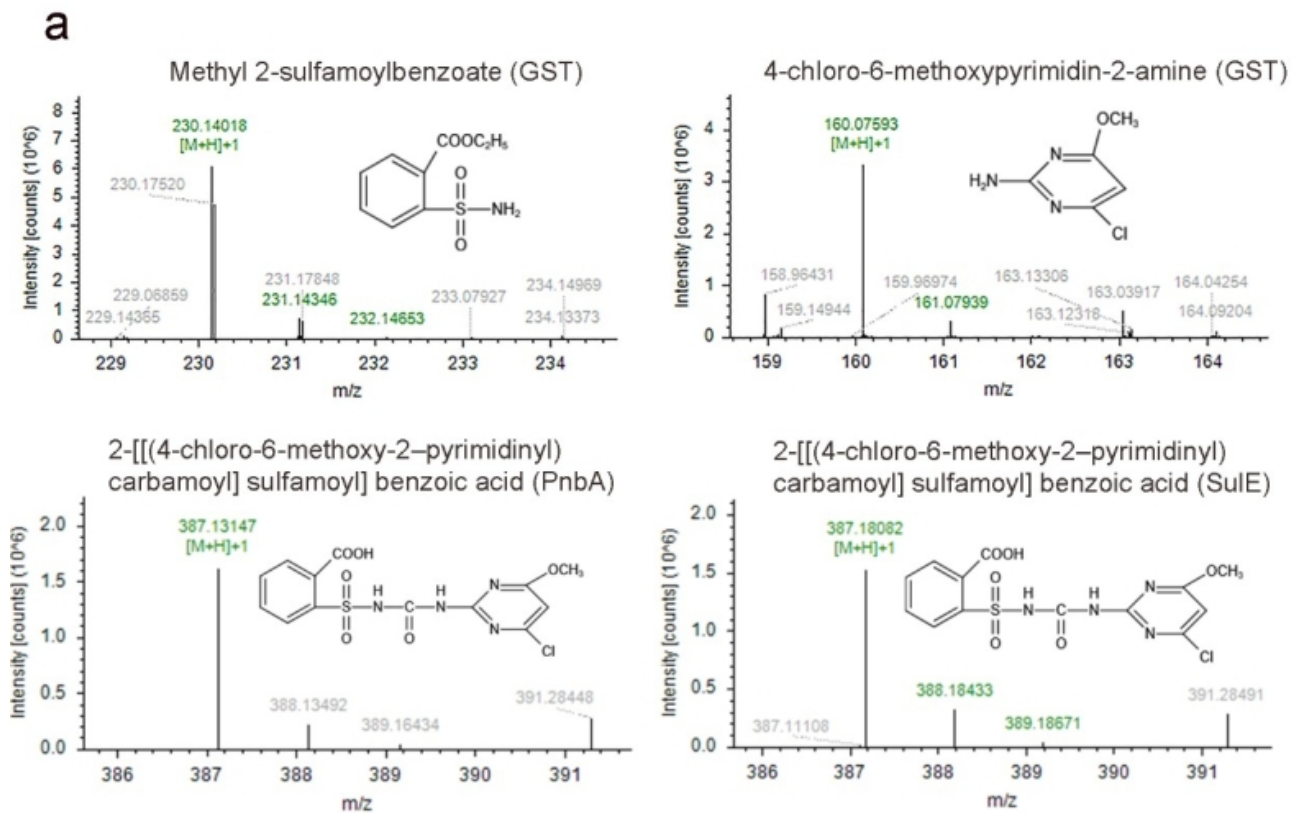 a
Methyl 2-sulfamoylbenzoate (GST)
Intensity [counts] (10^6)
8
7
6
5
4
3
2
1
0
230.14018
[M+H]+1
230.17520
229.06859
229.14365
231.17848
231.14346
232.14653
233.07927
234.14969
234.13373
COOC₂H₅
O
S
NH₂
O
229
230
231
232
233
234
m/z
4-chloro-6-methoxypyrimidin-2-amine (GST)
Intensity [counts] (10^6)
4
3
2
1
0
160.07593
[M+H]+1
158.96431
159.14944
159.96974
161.07939
163.13306
163.03917
163.12318
164.04254
164.09204
OCH₃
N
H₂N
N
Cl
159
160
161
162
163
164
m/z
2-[[(4-chloro-6-methoxy-2–pyrimidinyl)
carbamoyl] sulfamoyl] benzoic acid (PnbA)
Intensity [counts] (10^6)
2.0
1.5
1.0
0.5
0.0
387.13147
[M+H]+1
388.13492
389.16434
391.28448
COOH
O
H
H
N
OCH₃
S
N
C
N
O
O
N
Cl
386
387
388
389
390
391
m/z
2-[[(4-chloro-6-methoxy-2–pyrimidinyl)
carbamoyl] sulfamoyl] benzoic acid (SulE)
Intensity [counts] (10^6)
2.0
1.5
1.0
0.5
0.0
387.18082
[M+H]+1
387.11108
388.18433
389.18671
391.28491
COOH
O
H
H
N
OCH₃
S
N
C
N
O
O
N
Cl
386
387
388
389
390
391
m/z